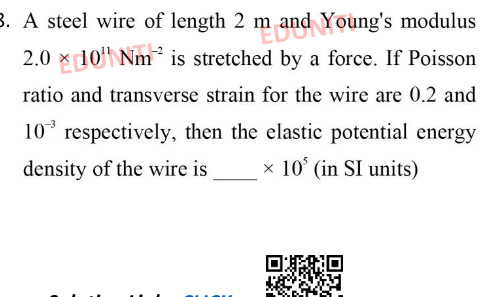 3. A steel wire of length 2 m and Young's modulus
2.0 × 10¹¹ Nm⁻² is stretched by a force. If Poisson
ratio and transverse strain for the wire are 0.2 and
10⁻³ respectively, then the elastic potential energy
density of the wire is ____ × 10⁵ (in SI units)
EDUNITI
EDUNITI